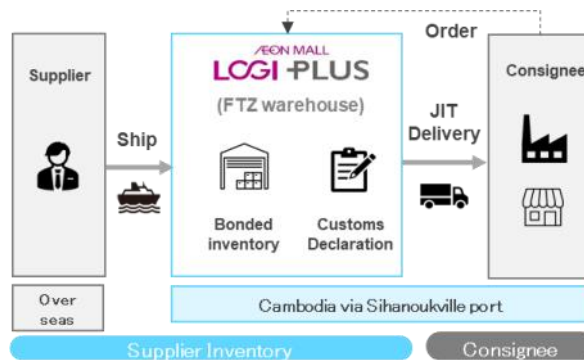 Supplier
Ship
ÆON MALL
LOGI-PLUS
(FTZ warehouse)
Bonded
inventory
Customs
Declaration
Order
JIT
Delivery
Consignee
Over
seas
Cambodia via Sihanoukville port
Supplier Inventory
Consignee